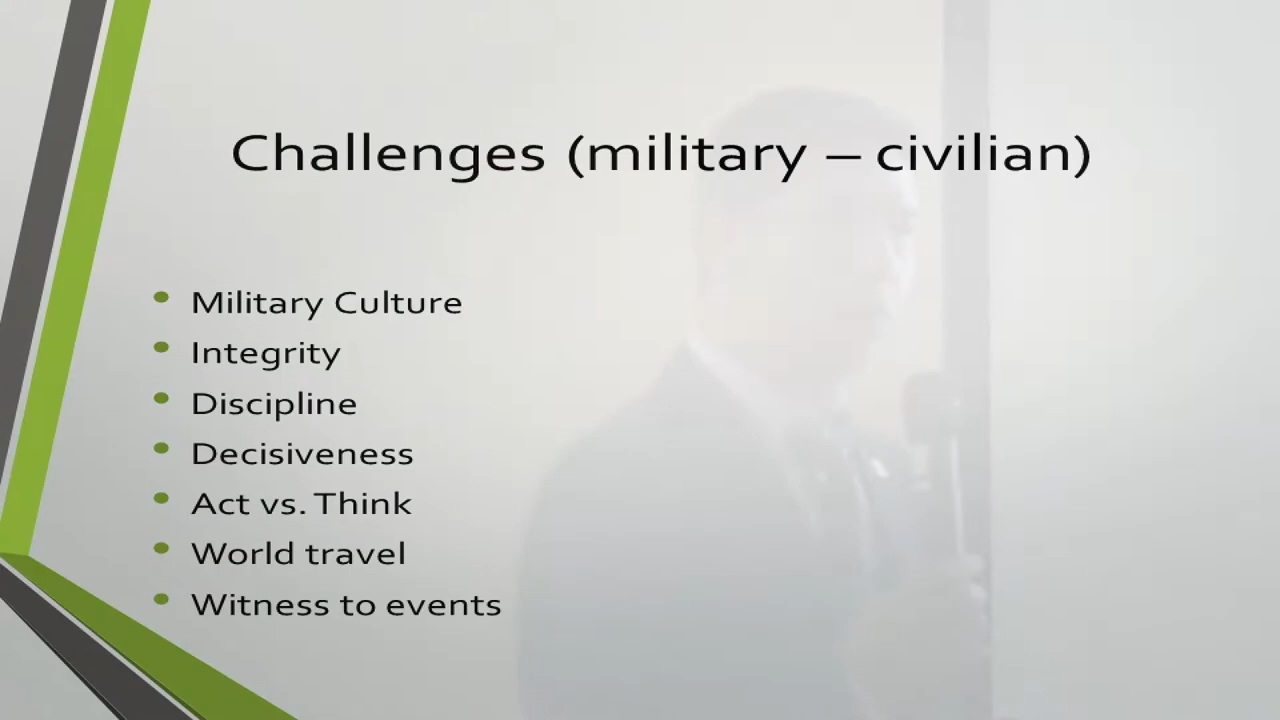 Challenges (military – civilian)
Military Culture
Integrity
Discipline
Decisiveness
Act vs. Think
World travel
Witness to events